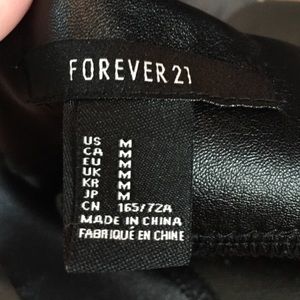 FOREVER 21
US M
CA M
EU M
UK M
KR M
JP M
CN 165/72A
MADE IN CHINA
FABRIQUÉ EN CHINE